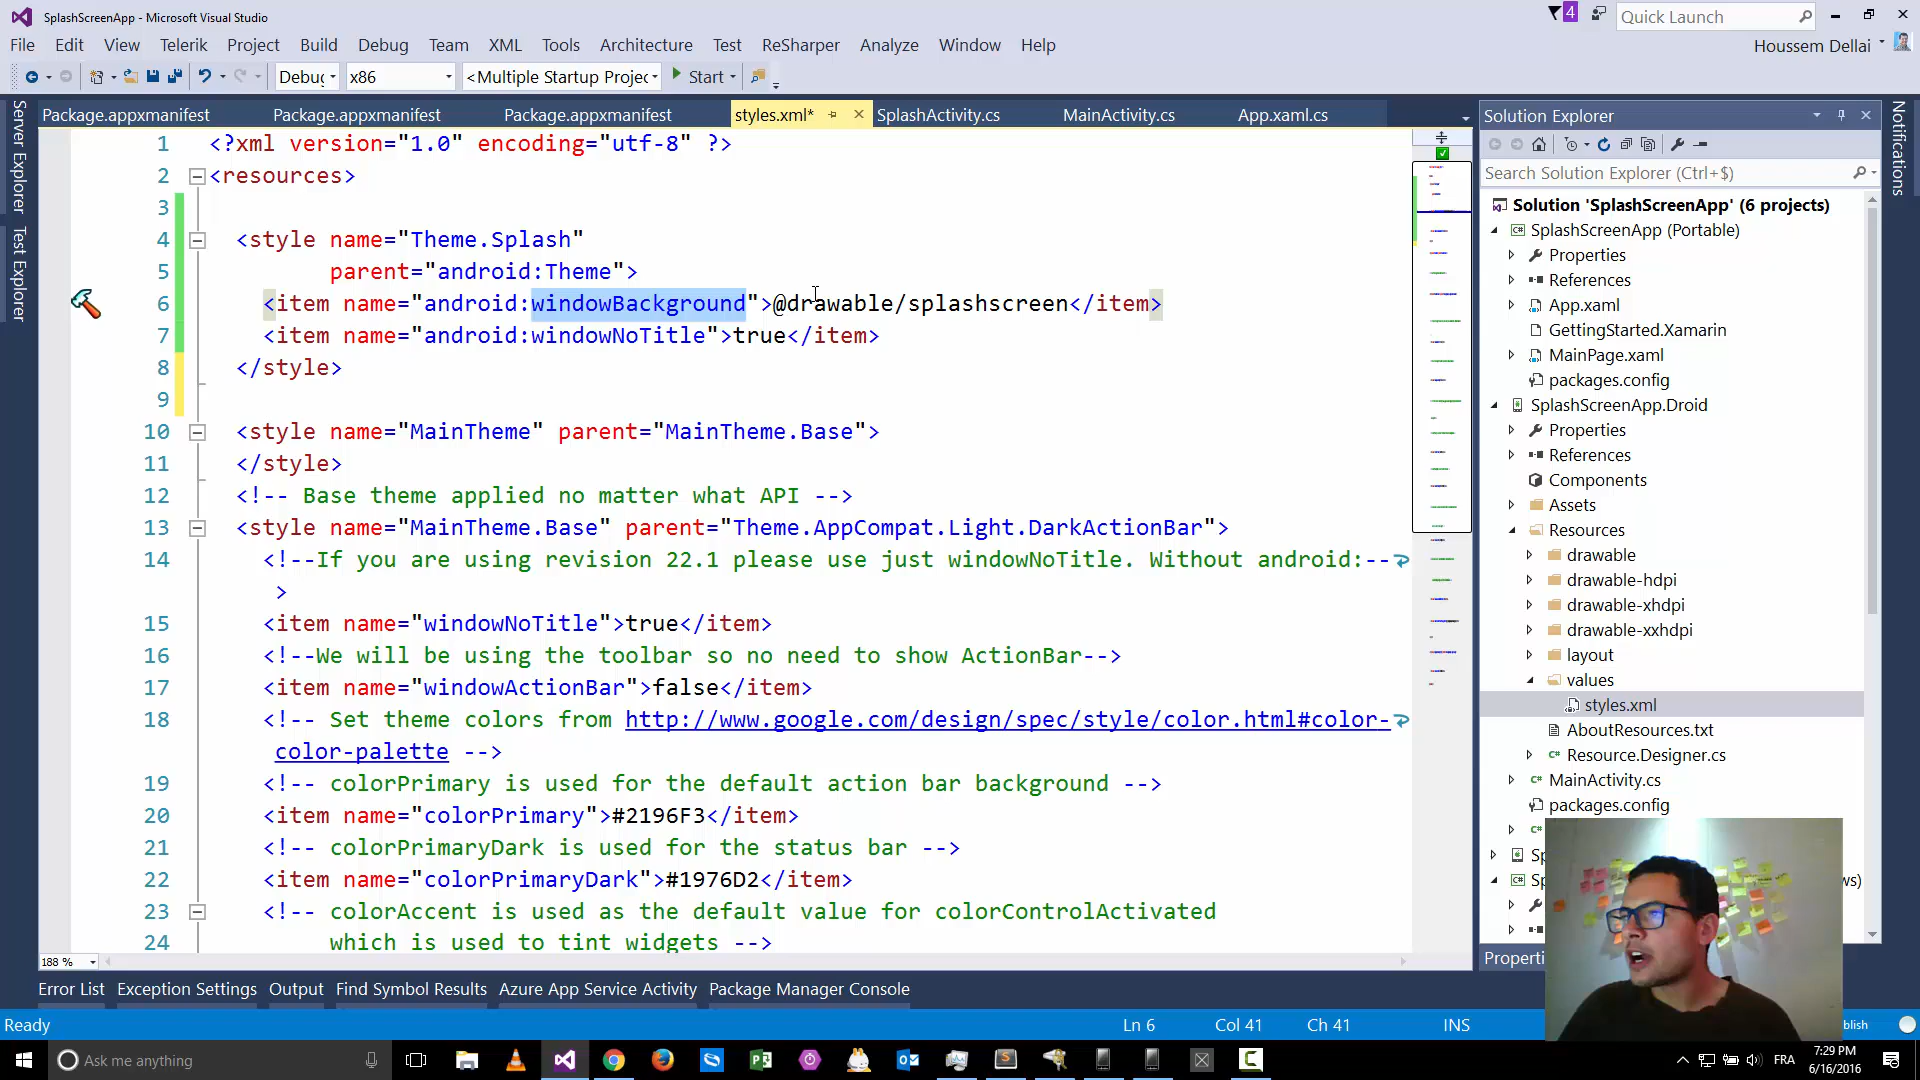 SplashScreenApp - Microsoft Visual Studio
4
Quick Launch
File Edit View Telerik Project Build Debug Team XML Tools Architecture Test ReSharper Analyze Window Help
Houssem Dellai
Debug x86 <Multiple Startup Projec Start
Package.appxmanifest Package.appxmanifest Package.appxmanifest styles.xml* SplashActivity.cs MainActivity.cs App.xaml.cs
Server Explorer
Test Explorer
1 <?xml version="1.0" encoding="utf-8" ?>
2 <resources>
3
4 <style name="Theme.Splash"
5 parent="android:Theme">
6 <item name="android:windowBackground">@drawable/splashscreen</item>
7 <item name="android:windowNoTitle">true</item>
8 </style>
9
10 <style name="MainTheme" parent="MainTheme.Base">
11 </style>
12 <!-- Base theme applied no matter what API -->
13 <style name="MainTheme.Base" parent="Theme.AppCompat.Light.DarkActionBar">
14 <!--If you are using revision 22.1 please use just windowNoTitle. Without android:--
>
15 <item name="windowNoTitle">true</item>
16 <!--We will be using the toolbar so no need to show ActionBar-->
17 <item name="windowActionBar">false</item>
18 <!-- Set theme colors from http://www.google.com/design/spec/style/color.html#color-
color-palette -->
19 <!-- colorPrimary is used for the default action bar background -->
20 <item name="colorPrimary">#2196F3</item>
21 <!-- colorPrimaryDark is used for the status bar -->
22 <item name="colorPrimaryDark">#1976D2</item>
23 <!-- colorAccent is used as the default value for colorControlActivated
24 which is used to tint widgets -->
188 %
Solution Explorer
Search Solution Explorer (Ctrl+$)
Solution 'SplashScreenApp' (6 projects)
SplashScreenApp (Portable)
Properties
References
App.xaml
GettingStarted.Xamarin
MainPage.xaml
packages.config
SplashScreenApp.Droid
Properties
References
Components
Assets
Resources
drawable
drawable-hdpi
drawable-xhdpi
drawable-xxhdpi
layout
values
styles.xml
AboutResources.txt
Resource.Designer.cs
MainActivity.cs
packages.config
Sp
Sp ws)
Properti
Notifications
Error List Exception Settings Output Find Symbol Results Azure App Service Activity Package Manager Console
Ready Ln 6 Col 41 Ch 41 INS blish
Ask me anything
FRA
7:29 PM
6/16/2016